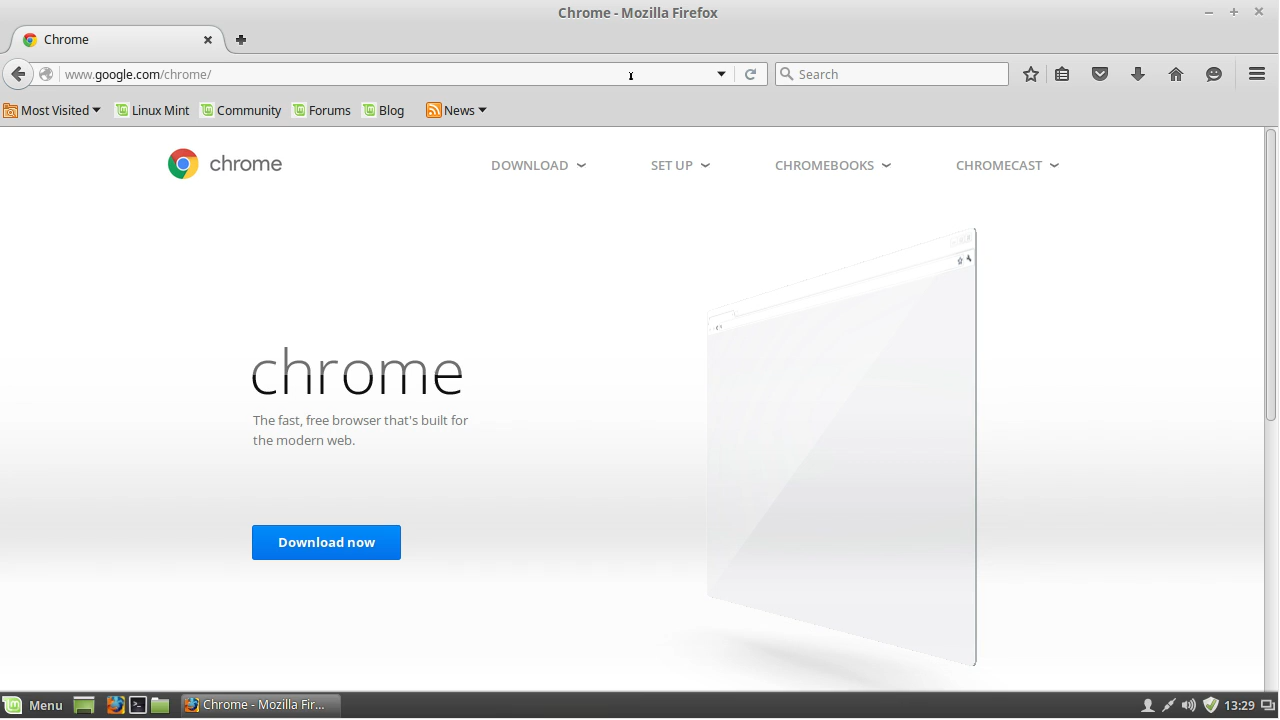 Chrome - Mozilla Firefox
Chrome
www.google.com/chrome/
Search
Most Visited
Linux Mint
Community
Forums
Blog
News
chrome
DOWNLOAD
SET UP
CHROMEBOOKS
CHROMECAST
chrome
The fast, free browser that's built for
the modern web.
Download now
Menu
Chrome - Mozilla Fir...
13:29